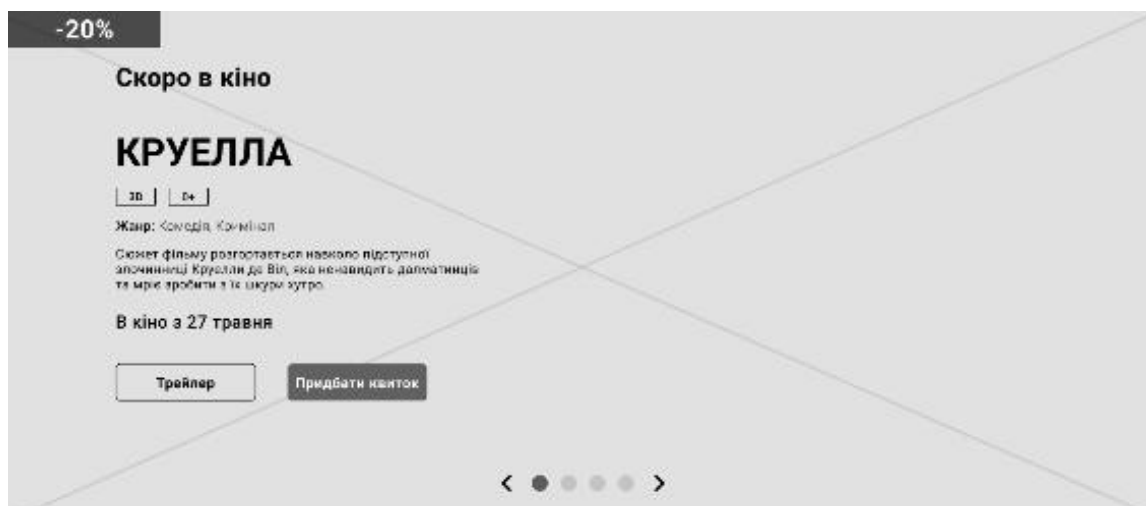 -20%
Скоро в кіно
КРУЕЛЛА
3D 0+
Жанр: Комедія, Кримінал
Сюжет фільму розгортається навколо підступної
злочинниці Круелли де Віл, яка ненавидить далматинців
та мріє зробити з їх шкури хутро.
В кіно з 27 травня
Трейлер Придбати квиток